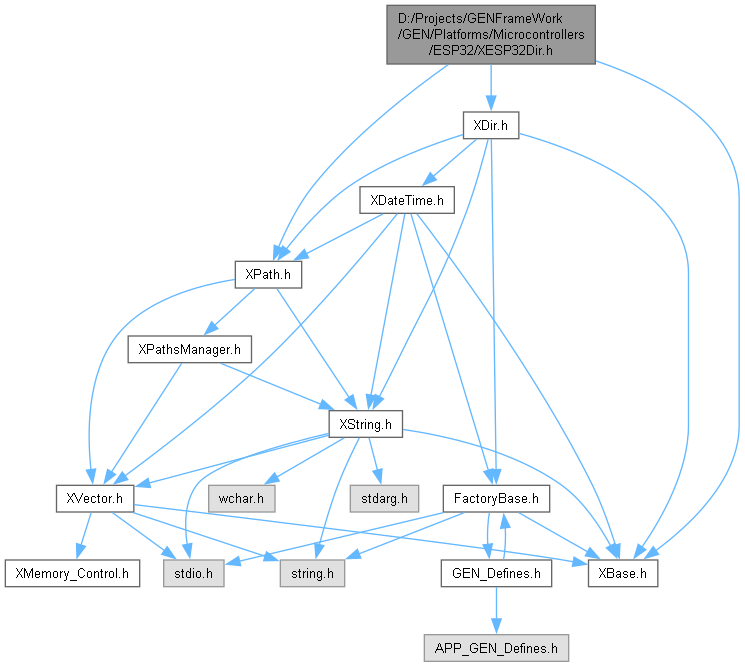 D:/Projects/GENFrameWork
/GEN/Platforms/Microcontrollers
/ESP32/XESP32Dir.h
XDir.h
XDateTime.h
XPath.h
XPathsManager.h
XString.h
XVector.h
wchar.h
stdarg.h
FactoryBase.h
XMemory_Control.h
stdio.h
string.h
GEN_Defines.h
XBase.h
APP_GEN_Defines.h